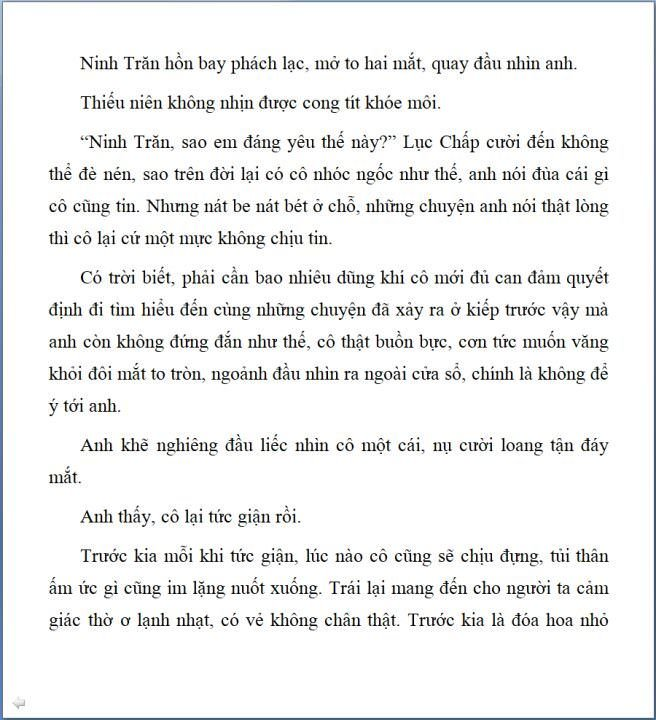 Ninh Trăn hồn bay phách lạc, mở to hai mắt, quay đầu nhìn anh.
Thiếu niên không nhịn được cong tít khóe môi.
“Ninh Trăn, sao em đáng yêu thế này?” Lục Chấp cười đến không
thể đè nén, sao trên đời lại có cô nhóc ngốc như thế, anh nói đùa cái gì
cô cũng tin. Nhưng nát be nát bét ở chỗ, những chuyện anh nói thật lòng
thì cô lại cứ một mực không chịu tin.
Có trời biết, phải cần bao nhiêu dũng khí cô mới đủ can đảm quyết
định đi tìm hiểu đến cùng những chuyện đã xảy ra ở kiếp trước vậy mà
anh còn không đứng đắn như thế, cô thật buồn bực, cơn tức muốn văng
khỏi đôi mắt to tròn, ngoảnh đầu nhìn ra ngoài cửa sổ, chính là không để
ý tới anh.
Anh khẽ nghiêng đầu liếc nhìn cô một cái, nụ cười loang tận đáy
mắt.
Anh thấy, cô lại tức giận rồi.
Trước kia mỗi khi tức giận, lúc nào cô cũng sẽ chịu đựng, tủi thân
ấm ức gì cũng im lặng nuốt xuống. Trái lại mang đến cho người ta cảm
giác thờ ơ lạnh nhạt, có vẻ không chân thật. Trước kia là đóa hoa nhỏ